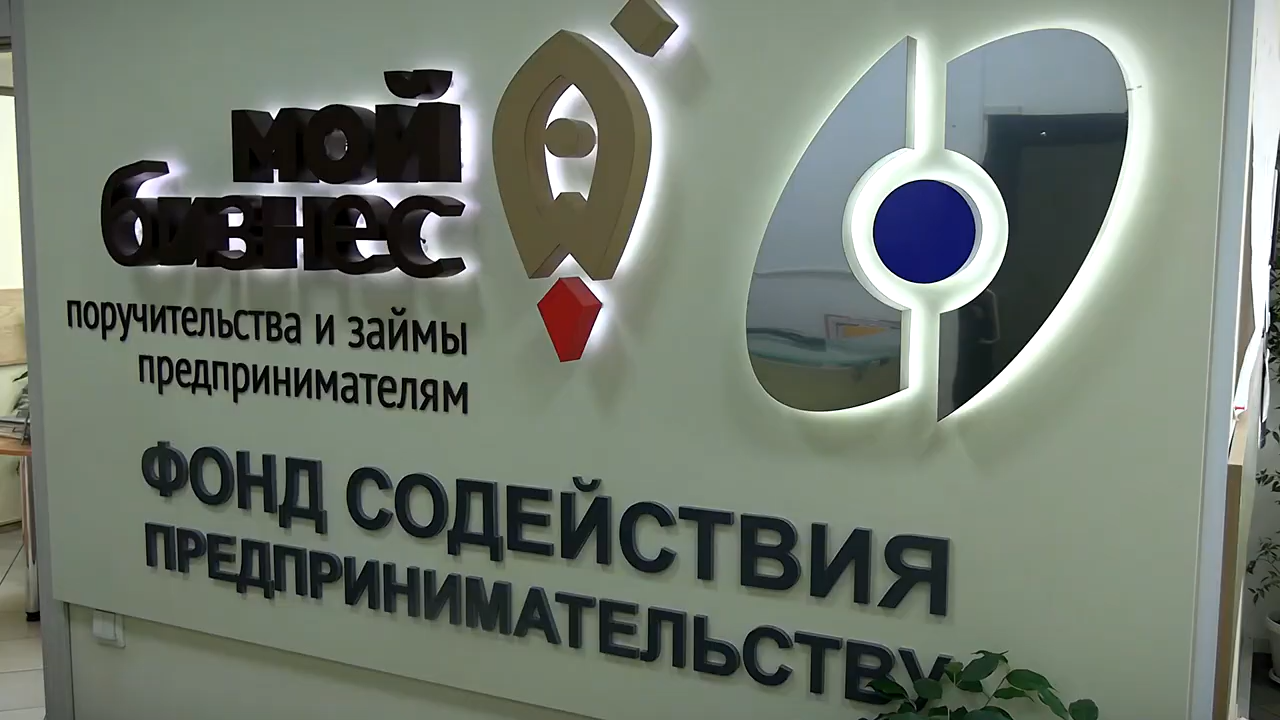 мой
бизнес
поручительства и займы
предпринимателям
ФОНД СОДЕЙСТВИЯ
ПРЕДПРИНИМАТЕЛЬСТВУ